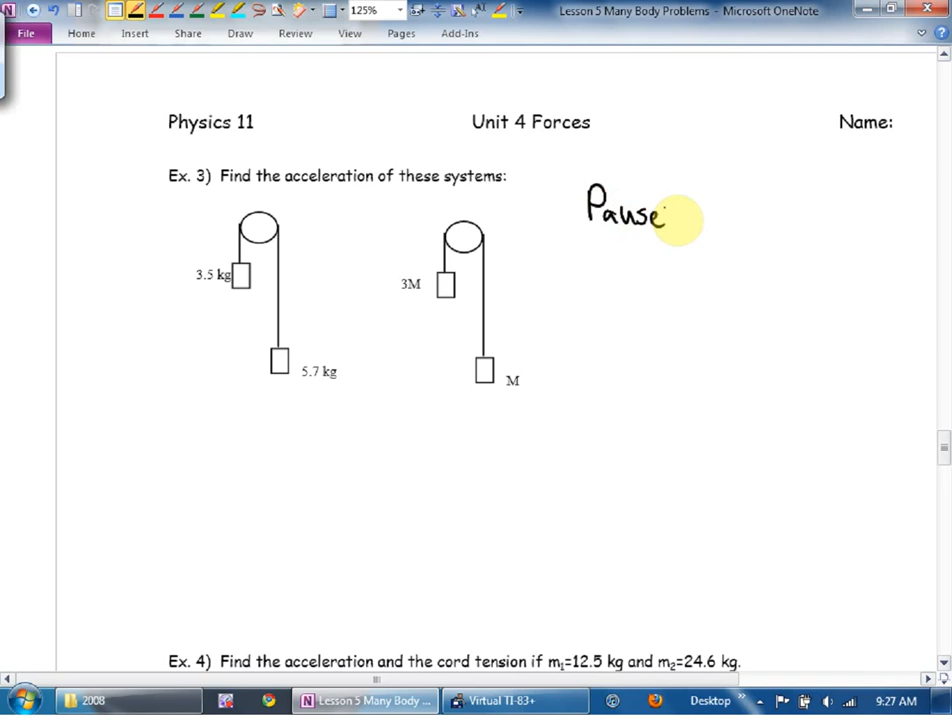 Lesson 5 Many Body Problems - Microsoft OneNote
125%
File Home Insert Share Draw Review View Pages Add-Ins
Physics 11 Unit 4 Forces Name:
Ex. 3) Find the acceleration of these systems:
Pause
3.5 kg
3M
5.7 kg
M
Ex. 4) Find the acceleration and the cord tension if m₁=12.5 kg and m₂=24.6 kg.
2008 Lesson 5 Many Body ... Virtual TI-83+ Desktop 9:27 AM